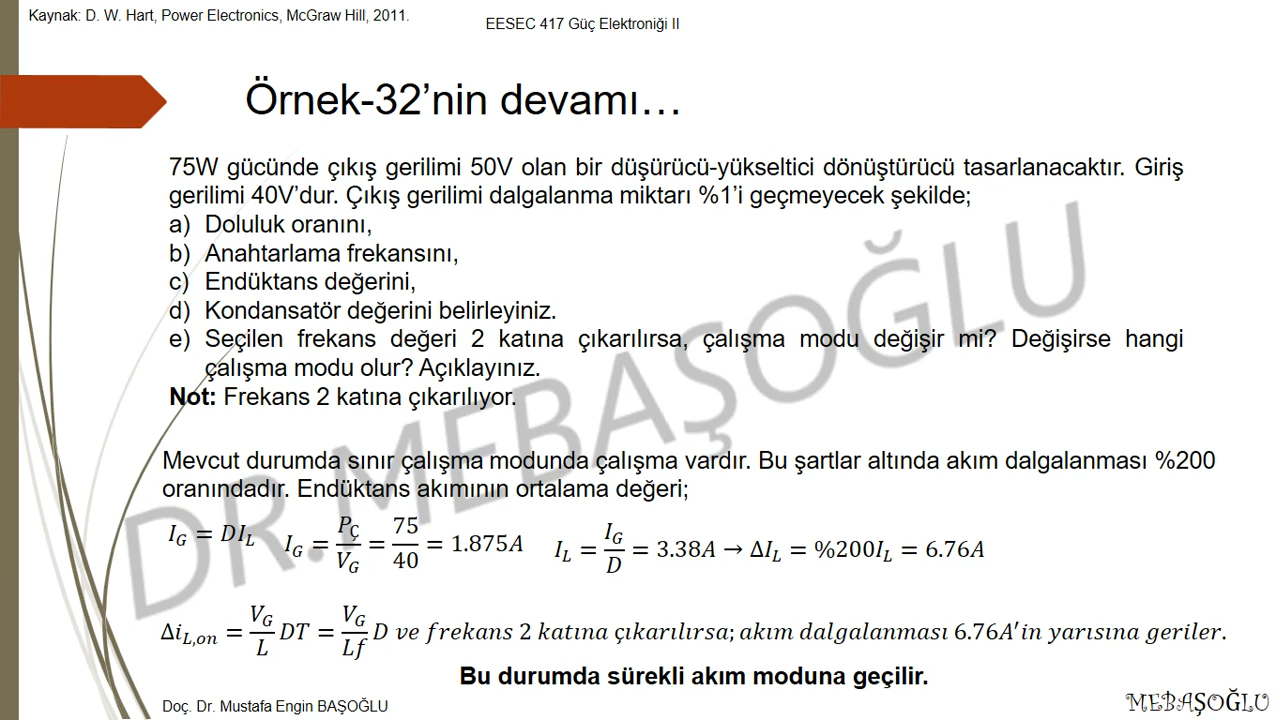 Kaynak: D. W. Hart, Power Electronics, McGraw Hill, 2011.
EESEC 417 Güç Elektroniği II
Örnek-32’nin devamı…
75W gücünde çıkış gerilimi 50V olan bir düşürücü-yükseltici dönüştürücü tasarlanacaktır. Giriş
gerilimi 40V’dur. Çıkış gerilimi dalgalanma miktarı %1’i geçmeyecek şekilde;
a) Doluluk oranını,
b) Anahtarlama frekansını,
c) Endüktans değerini,
d) Kondansatör değerini belirleyiniz.
e) Seçilen frekans değeri 2 katına çıkarılırsa, çalışma modu değişir mi? Değişirse hangi
çalışma modu olur? Açıklayınız.
Not: Frekans 2 katına çıkarılıyor.
Mevcut durumda sınır çalışma modunda çalışma vardır. Bu şartlar altında akım dalgalanması %200
oranındadır. Endüktans akımının ortalama değeri;
I_G = DI_L I_G = P_Ç/V_G = 75/40 = 1.875A I_L = I_G/D = 3.38A → ΔI_L = %200I_L = 6.76A
Δi_{L,on} = V_G/L DT = V_G/Lf D ve frekans 2 katına çıkarılırsa; akım dalgalanması 6.76A′in yarısına geriler.
Bu durumda sürekli akım moduna geçilir.
Doç. Dr. Mustafa Engin BAŞOĞLU
MEBAŞOĞLU
DR.MEBAŞOĞLU